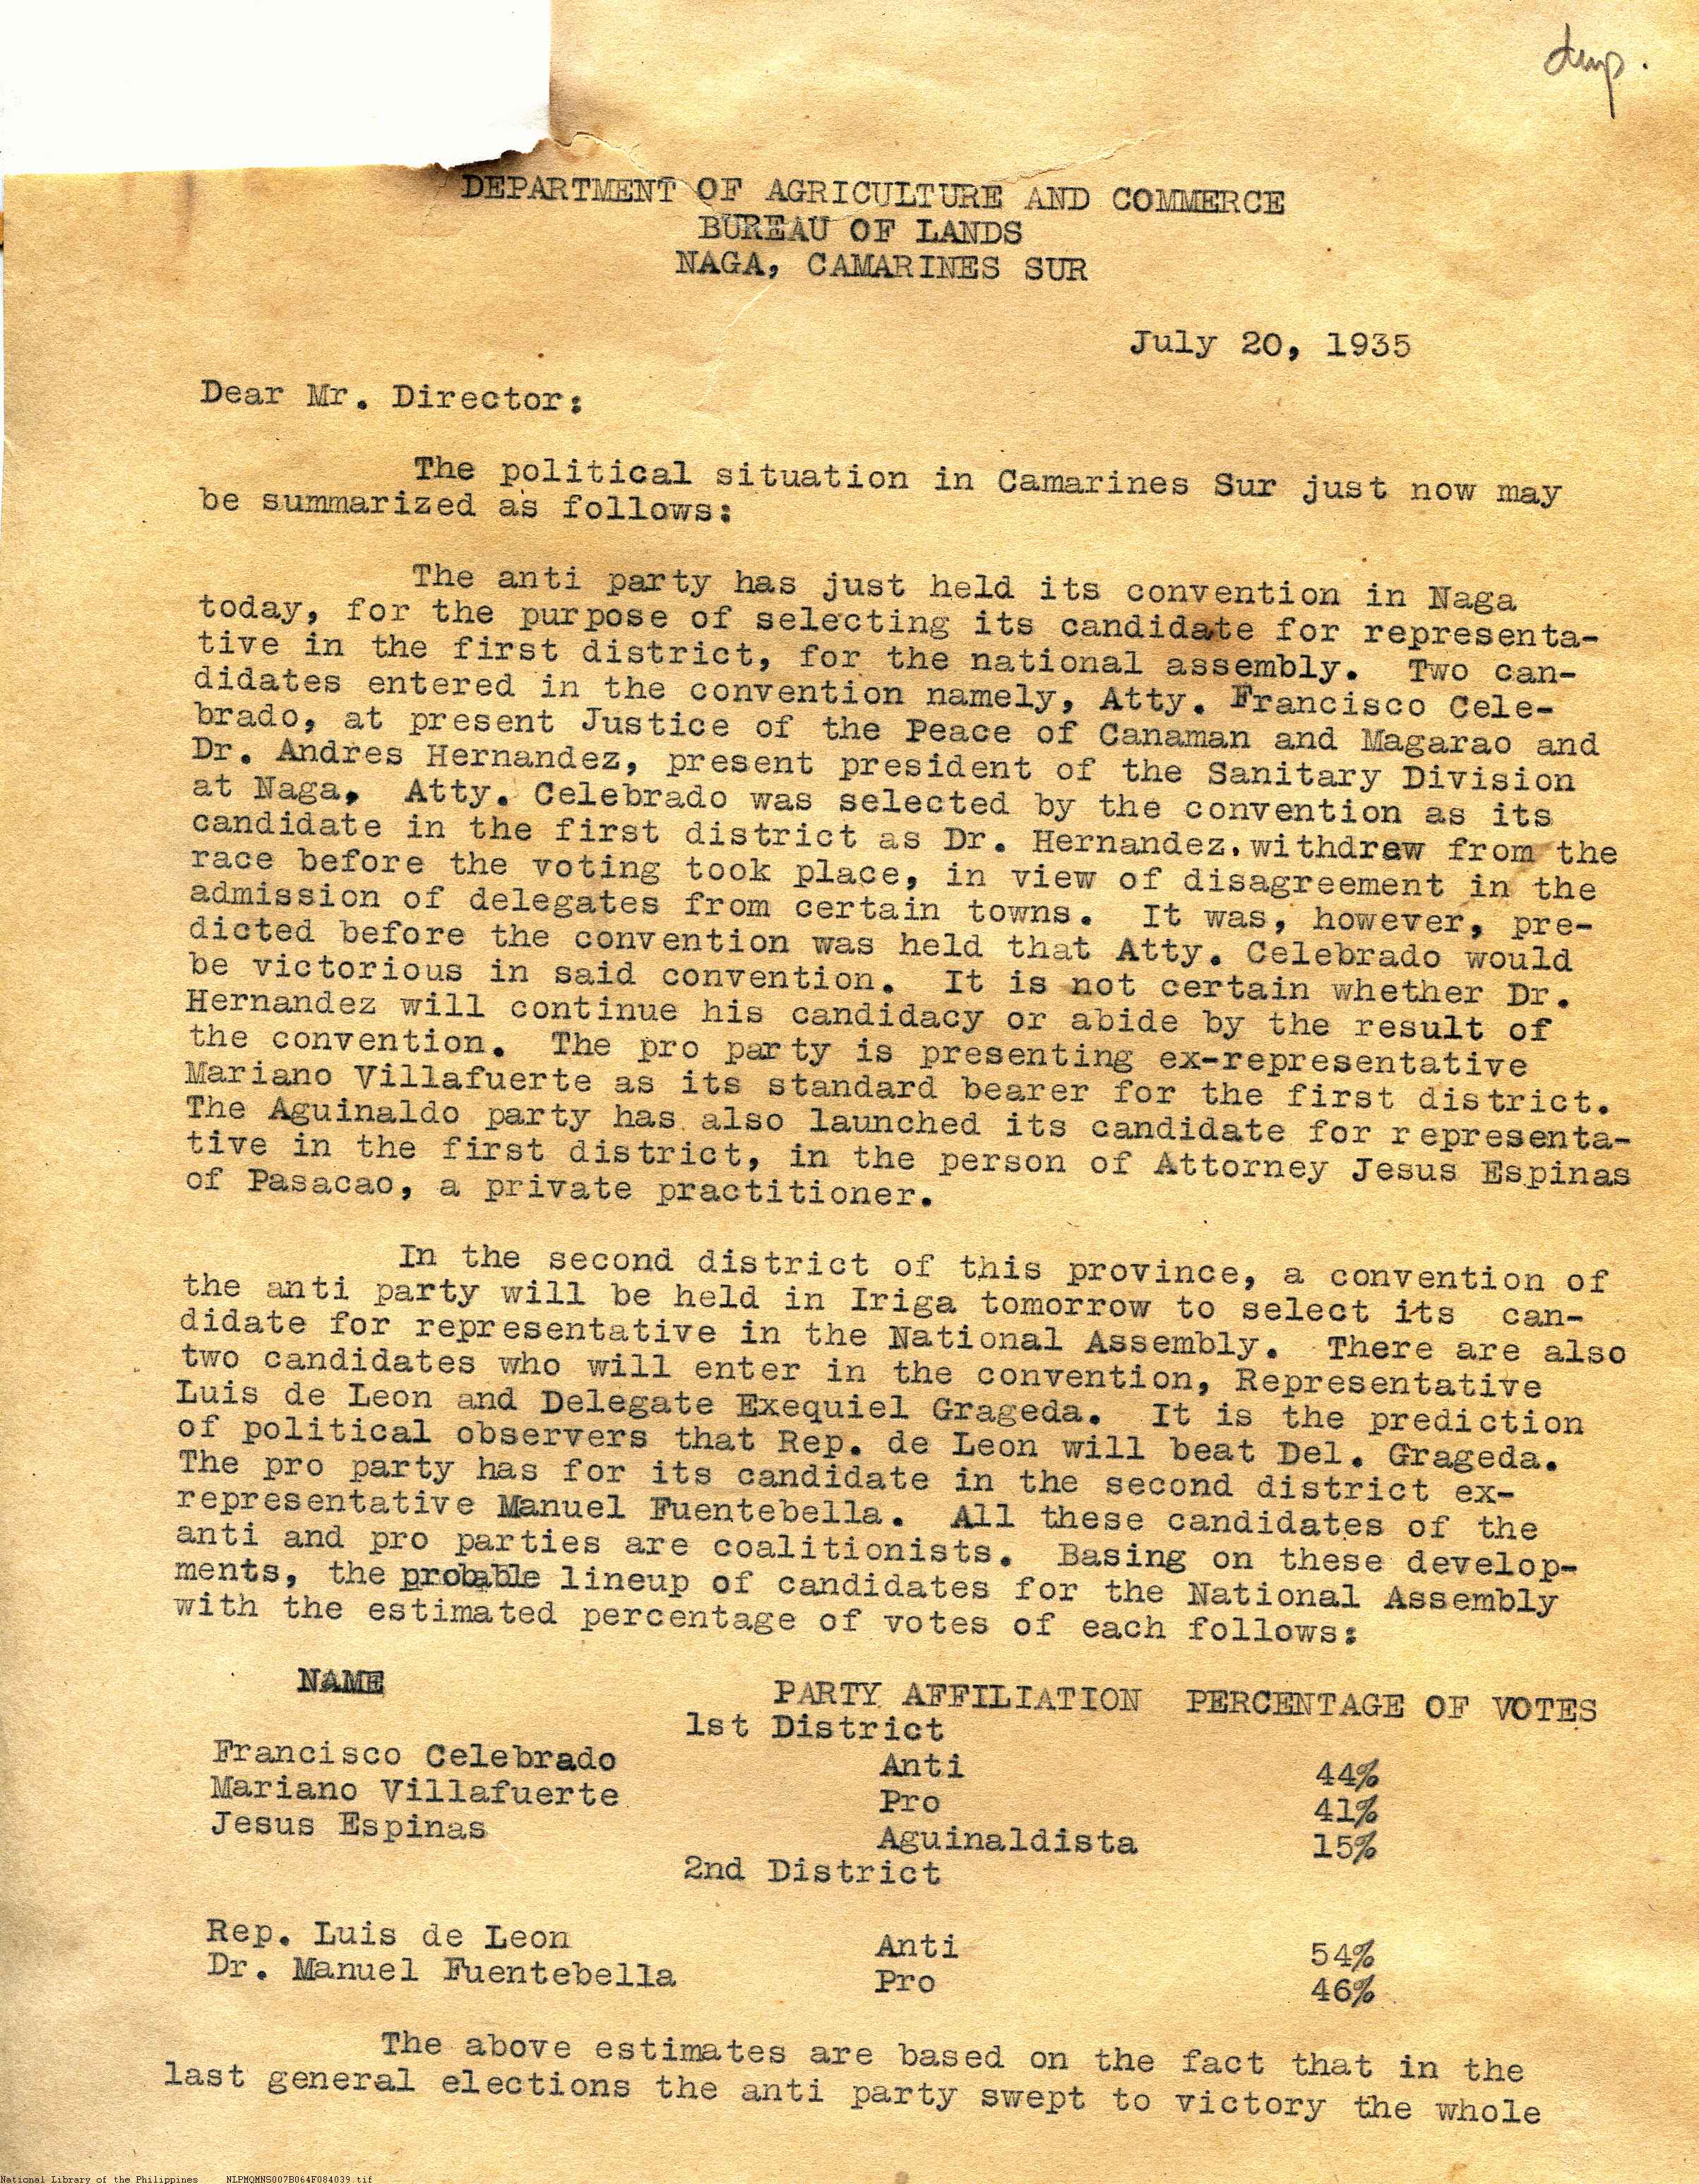 dmp.
DEPARTMENT OF AGRICULTURE AND COMMERCE
BUREAU OF LANDS
NAGA, CAMARINES SUR
July 20, 1935
Dear Mr. Director:
The political situation in Camarines Sur just now may
be summarized as follows:
The anti party has just held its convention in Naga
today, for the purpose of selecting its candidate for representa-
tive in the first district, for the national assembly. Two can-
didates entered in the convention namely, Atty. Francisco Cele-
brado, at present Justice of the Peace of Canaman and Magarao and
Dr. Andres Hernandez, present president of the Sanitary Division
at Naga. Atty. Celebrado was selected by the convention as its
candidate in the first district as Dr. Hernandez.withdrew from the
race before the voting took place, in view of disagreement in the
admission of delegates from certain towns. It was, however, pre-
dicted before the convention was held that Atty. Celebrado would
be victorious in said convention. It is not certain whether Dr.
Hernandez will continue his candidacy or abide by the result of
the convention. The pro party is presenting ex-representative
Mariano Villafuerte as its standard bearer for the first district.
The Aguinaldo party has also launched its candidate for representa-
tive in the first district, in the person of Attorney Jesus Espinas
of Pasacao, a private practitioner.
In the second district of this province, a convention of
the anti party will be held in Iriga tomorrow to select its can-
didate for representative in the National Assembly. There are also
two candidates who will enter in the convention, Representative
Luis de Leon and Delegate Exequiel Grageda. It is the prediction
of political observers that Rep. de Leon will beat Del. Grageda.
The pro party has for its candidate in the second district ex-
representative Manuel Fuentebella. All these candidates of the
anti and pro parties are coalitionists. Basing on these develop-
ments, the probable lineup of candidates for the National Assembly
with the estimated percentage of votes of each follows:
NAME PARTY AFFILIATION PERCENTAGE OF VOTES
1st District
Francisco Celebrado Anti 44%
Mariano Villafuerte Pro 41%
Jesus Espinas Aguinaldista 15%
2nd District
Rep. Luis de Leon Anti 54%
Dr. Manuel Fuentebella Pro 46%
The above estimates are based on the fact that in the
last general elections the anti party swept to victory the whole
National Library of the Philippines NLPMQMNS007B064F084039.tif